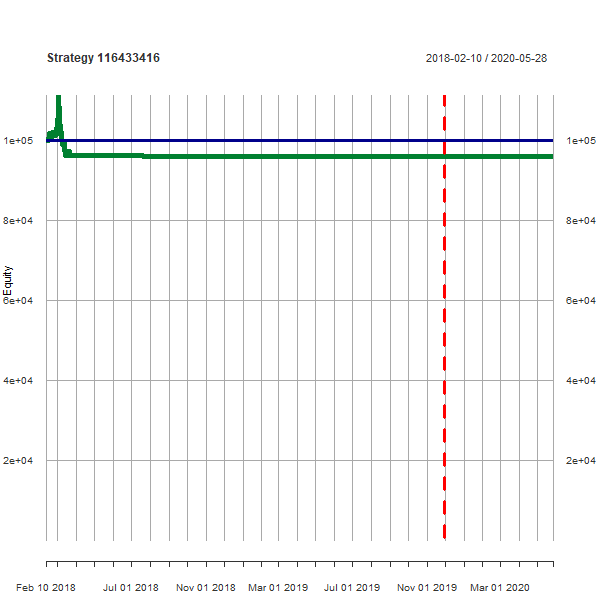 Strategy 116433416
2018-02-10 / 2020-05-28
1e+05
1e+05
8e+04
8e+04
Equity
6e+04
6e+04
4e+04
4e+04
2e+04
2e+04
Feb 10 2018
Jul 01 2018
Nov 01 2018
Mar 01 2019
Jul 01 2019
Nov 01 2019
Mar 01 2020